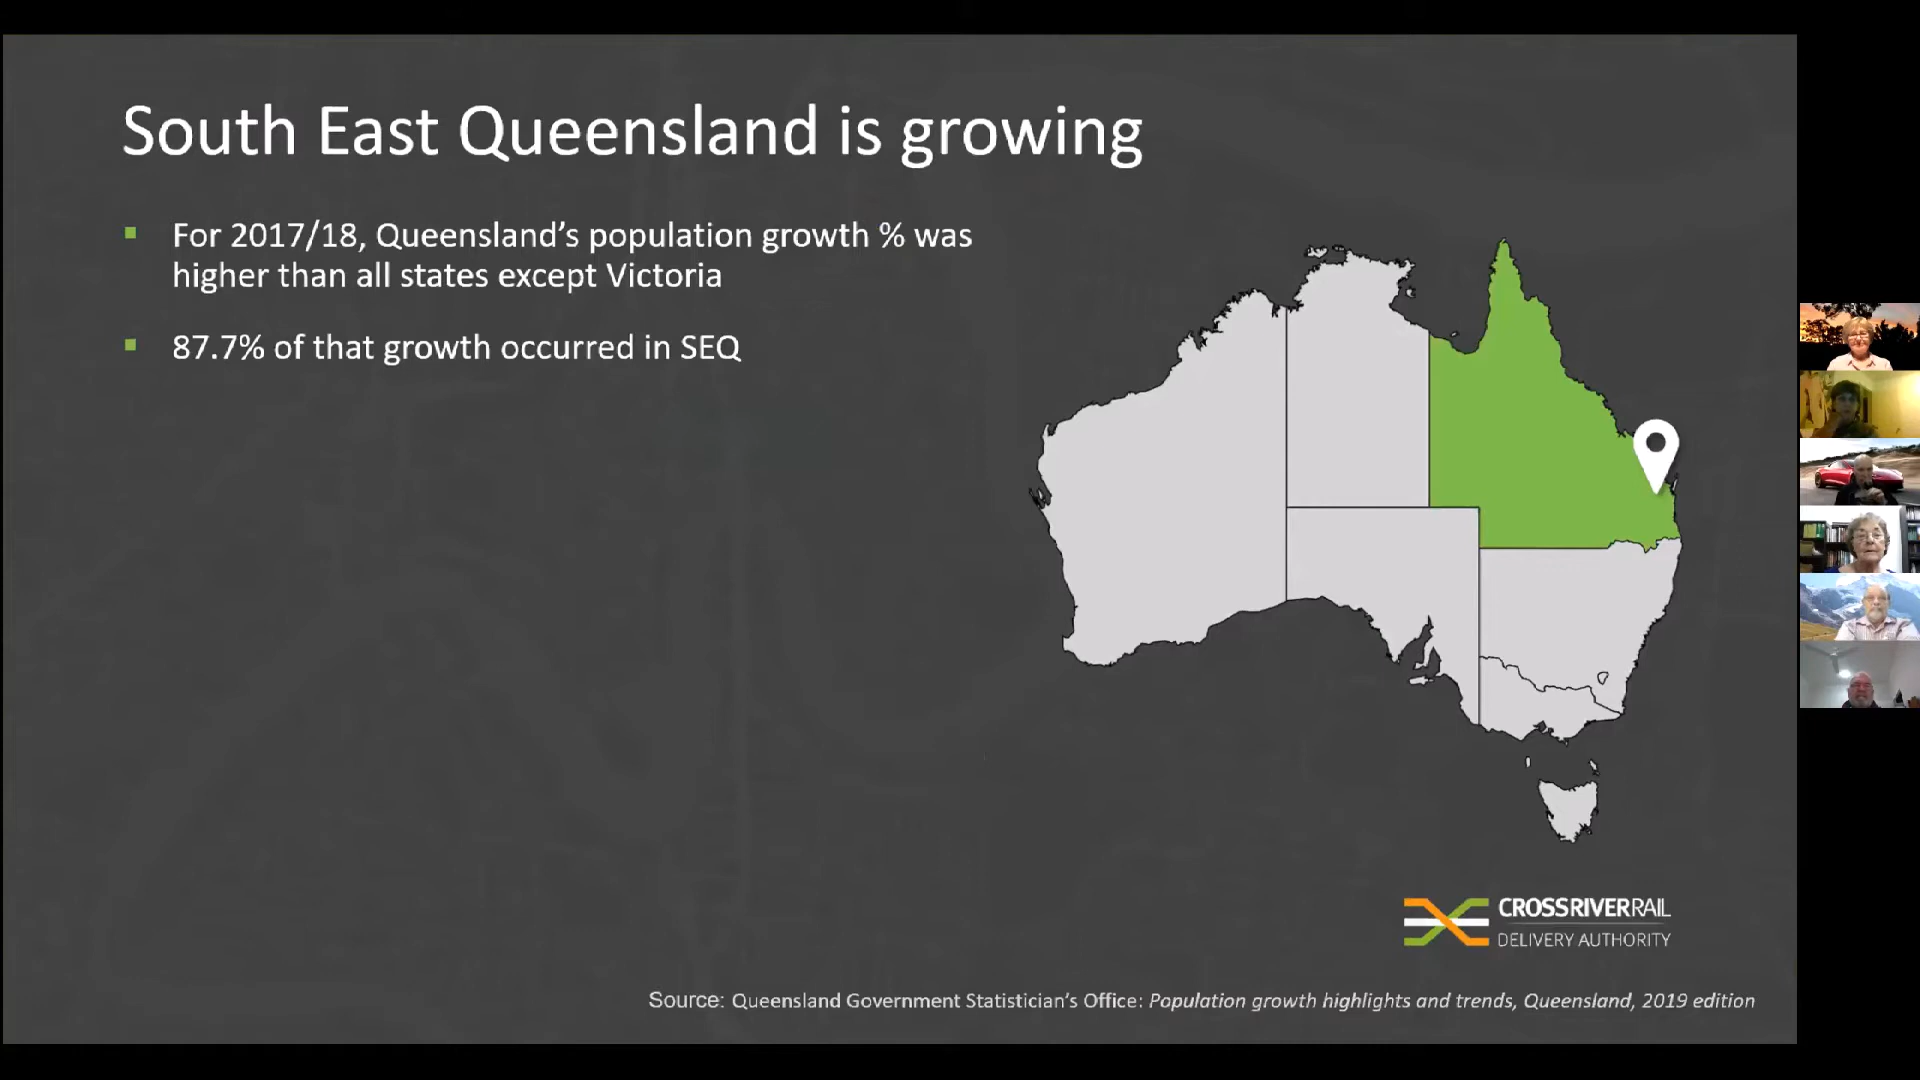 South East Queensland is growing
For 2017/18, Queensland’s population growth % was
higher than all states except Victoria
87.7% of that growth occurred in SEQ
CROSSRIVERRAIL
DELIVERY AUTHORITY
Source: Queensland Government Statistician’s Office: Population growth highlights and trends, Queensland, 2019 edition